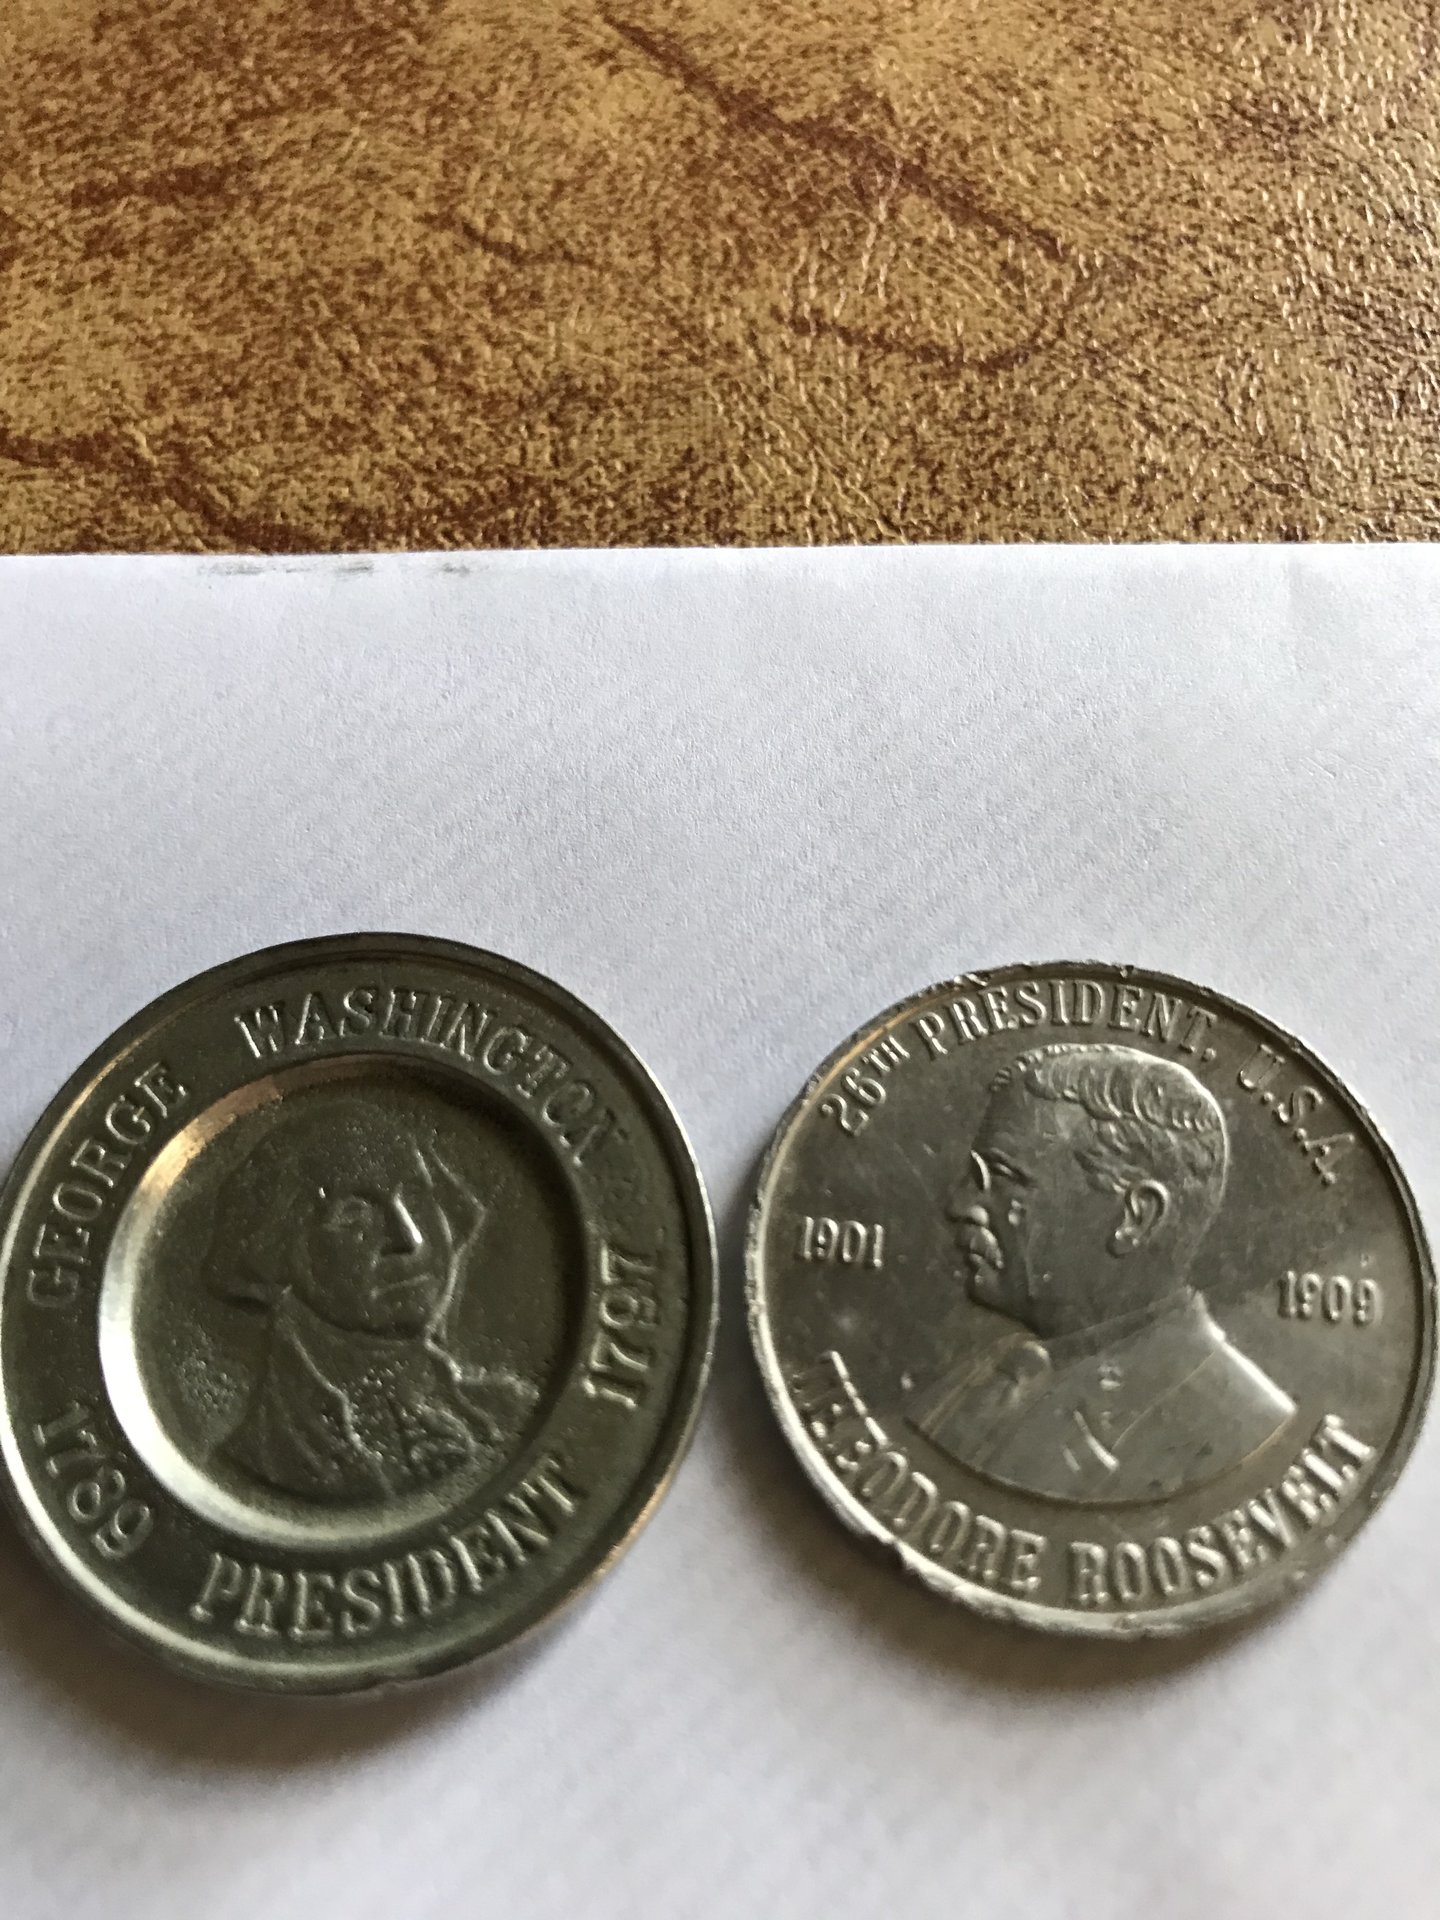 GEORGE WASHINGTON
1789 PRESIDENT 1797
26TH PRESIDENT, U.S.A.
1901 1909
THEODORE ROOSEVELT